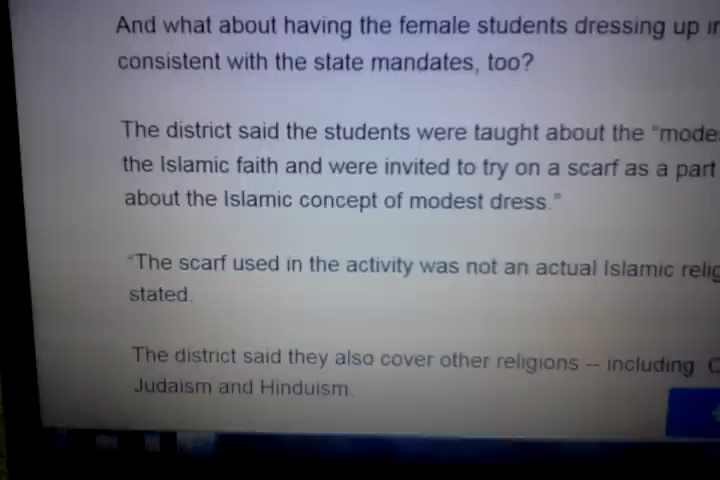 And what about having the female students dressing up
consistent with the state mandates, too?
The district said the students were taught about the "
the Islamic faith and were invited to try on a scarf as a part
about the Islamic concept of modest dress."
"The scarf used in the activity was not an actual Islamic
stated.
The district said they also cover other religions -- including
Judaism and Hinduism.